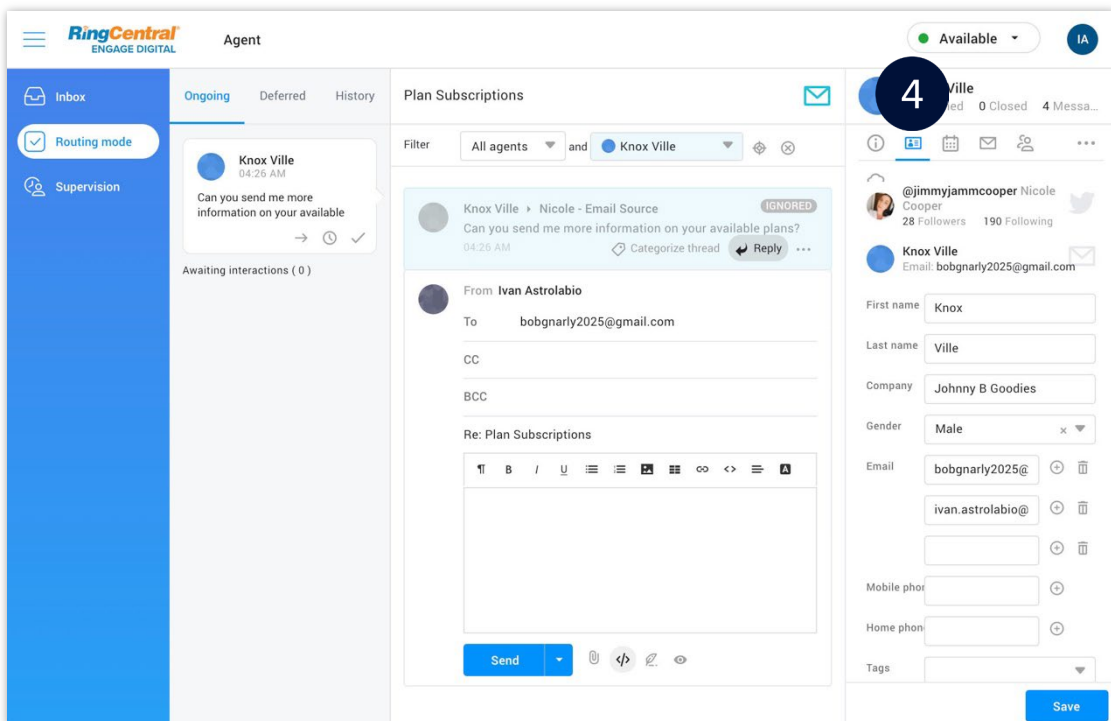 RingCentral®
ENGAGE DIGITAL
Agent
Available
IA
Inbox
Routing mode
Supervision
Ongoing Deferred History
Knox Ville
04:26 AM
Can you send me more
information on your available
Awaiting interactions ( 0 )
Plan Subscriptions
Filter All agents and Knox Ville
Knox Ville Nicole - Email Source IGNORED
Can you send me more information on your available plans?
04:26 AM Categorize thread Reply
From Ivan Astrolabio
To bobgnarly2025@gmail.com
CC
BCC
Re: Plan Subscriptions
B I U
A
Send
4
Ville
0 Closed 4 Messa...
@jimmyjammcooper Nicole
Cooper
28 Followers 190 Following
Knox Ville
Email: bobgnarly2025@gmail.com
First name Knox
Last name Ville
Company Johnny B Goodies
Gender Male
Email bobgnarly2025@
ivan.astrolabio@
Mobile phon
Home phon
Tags
Save